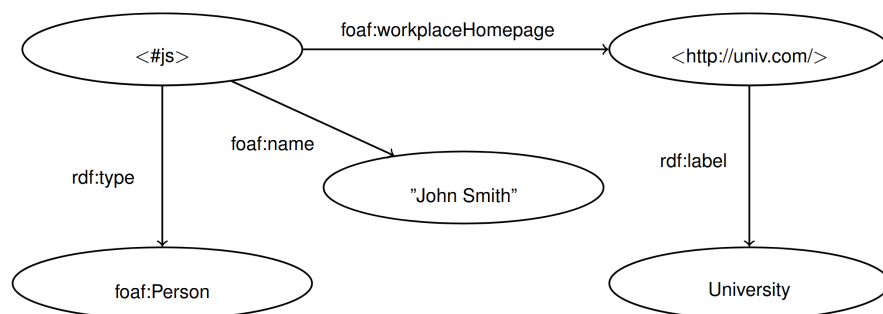 foaf:workplaceHomepage
<#js>
<http://univ.com/>
foaf:name
rdf:label
rdf:type
"John Smith"
foaf:Person
University